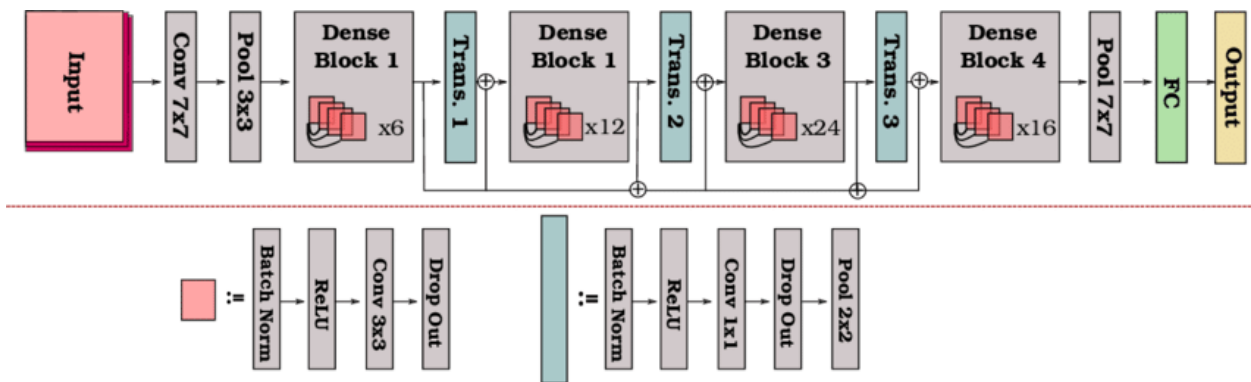 Input
Conv 7x7
Pool 3x3
Dense
Block 1
x6
Trans. 1
Dense
Block 1
x12
Trans. 2
Dense
Block 3
x24
Trans. 3
Dense
Block 4
x16
Pool 7x7
FC
Output
:=
Batch Norm
ReLU
Conv 3x3
Drop Out
:=
Batch Norm
ReLU
Conv 1x1
Drop Out
Pool 2x2